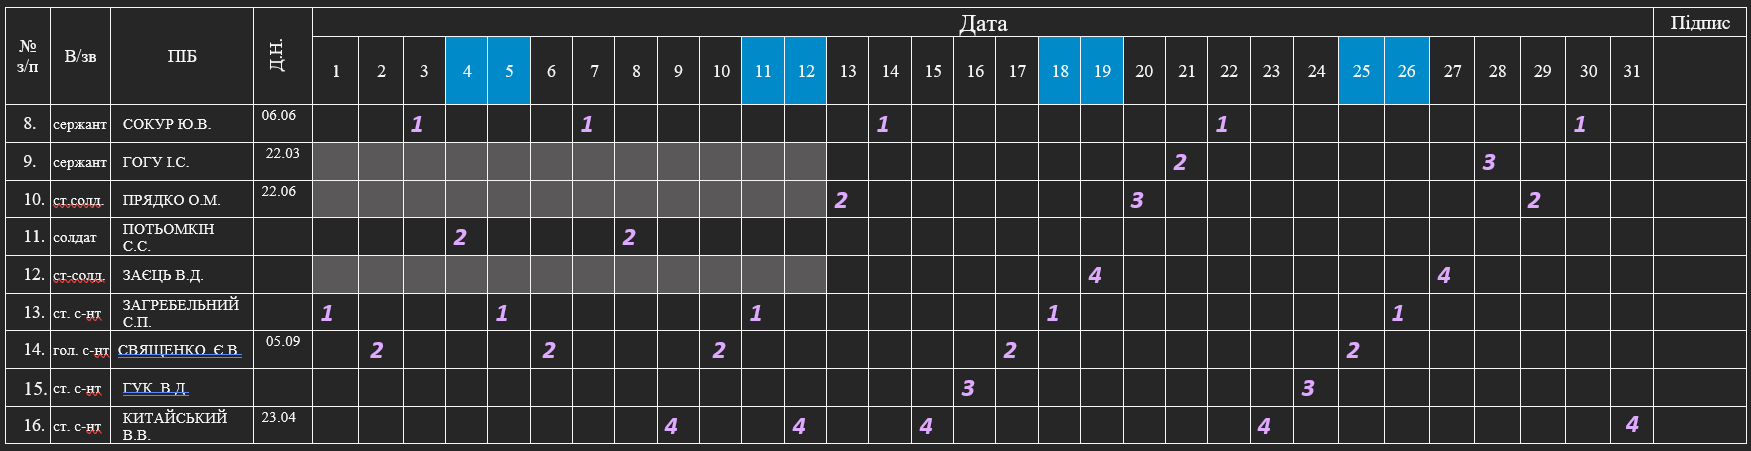 № з/п В/зв ПІБ Д.Н. Дата Підпис
1 2 3 4 5 6 7 8 9 10 11 12 13 14 15 16 17 18 19 20 21 22 23 24 25 26 27 28 29 30 31
8. сержант СОКУР Ю.В. 06.06 1 1 1 1 1
9. сержант ГОГУ І.С. 22.03 2 3
10. ст.солд. ПРЯДКО О.М. 22.06 2 3 2
11. солдат ПОТЬОМКІН С.С. 2 2
12. ст-солд. ЗАЄЦЬ В.Д. 4 4
13. ст. с-нт ЗАГРЕБЕЛЬНИЙ С.П. 1 1 1 1 1
14. гол. с-нт СВЯЩЕНКО Є.В. 05.09 2 2 2 2 2
15. ст. с-нт ГУК В.Д. 3 3
16. ст. с-нт КИТАЙСЬКИЙ В.В. 23.04 4 4 4 4 4